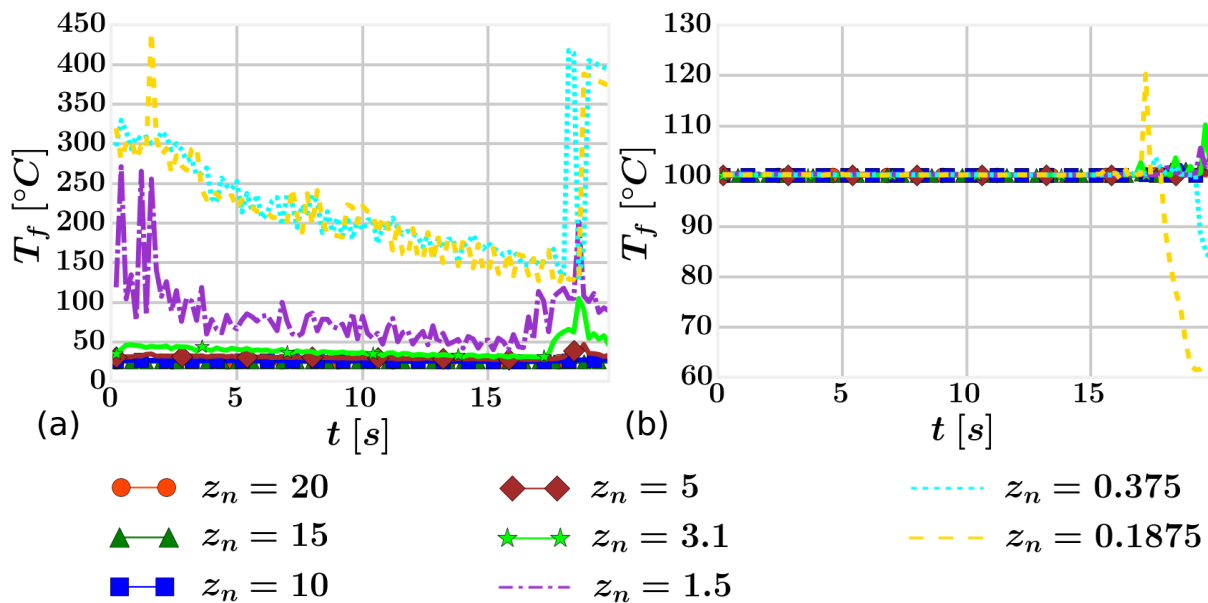 450
400
350
300
250
200
150
100
50
0
T_f [°C]
0 5 10 15
t [s]
(a)
130
120
110
100
90
80
70
60
T_f [°C]
0 5 10 15
t [s]
(b)
z_n = 20 z_n = 5 z_n = 0.375
z_n = 15 z_n = 3.1 z_n = 0.1875
z_n = 10 z_n = 1.5